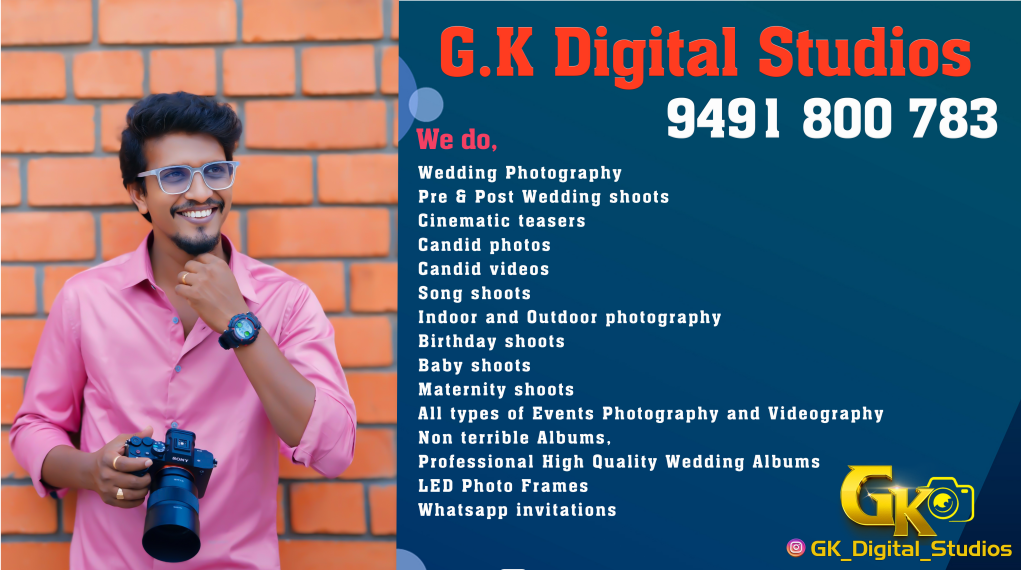 G.K Digital Studios
9491 800 783
We do,
Wedding Photography
Pre & Post Wedding shoots
Cinematic teasers
Candid photos
Candid videos
Song shoots
Indoor and Outdoor photography
Birthday shoots
Baby shoots
Maternity shoots
All types of Events Photography and Videography
Non terrible Albums,
Professional High Quality Wedding Albums
LED Photo Frames
Whatsapp invitations
SONY
GK
GK_Digital_Studios